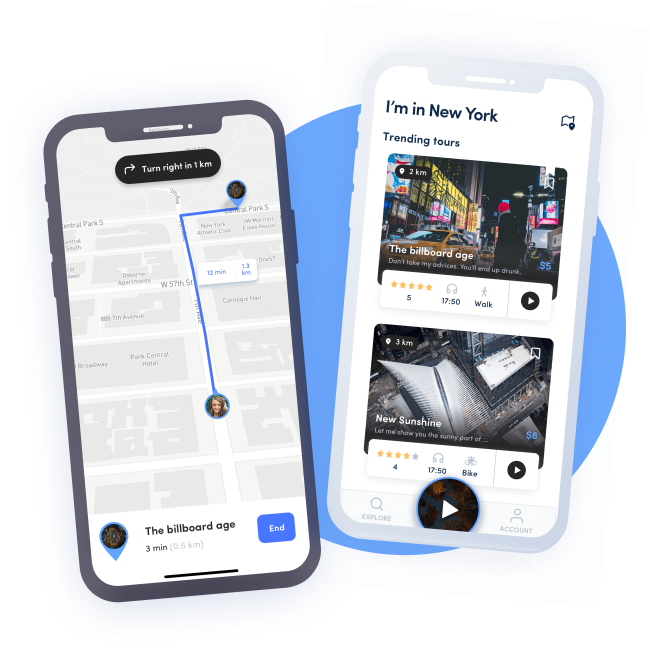 Turn right in 1 km
7th Ave
Central Park S
Central Park S
New York
Athletic Club
JW Marriott
Essex House
Central
South
12 min
1.3
km
Osborne
Apartments
W 57th St
7th Ave
Carnegie Hall
888 7th Avenue
Broadway
Park Central
Hotel
The billboard age
3 min (0.5 km)
End
I'm in New York
Trending tours
2 km
The billboard age
Don't take my advices. You'll end up drunk.
$5
5
17:50
Walk
3 km
New Sunshine
Let me show you the sunny part of ...
$8
4
17:50
Bike
EXPLORE
ACCOUNT